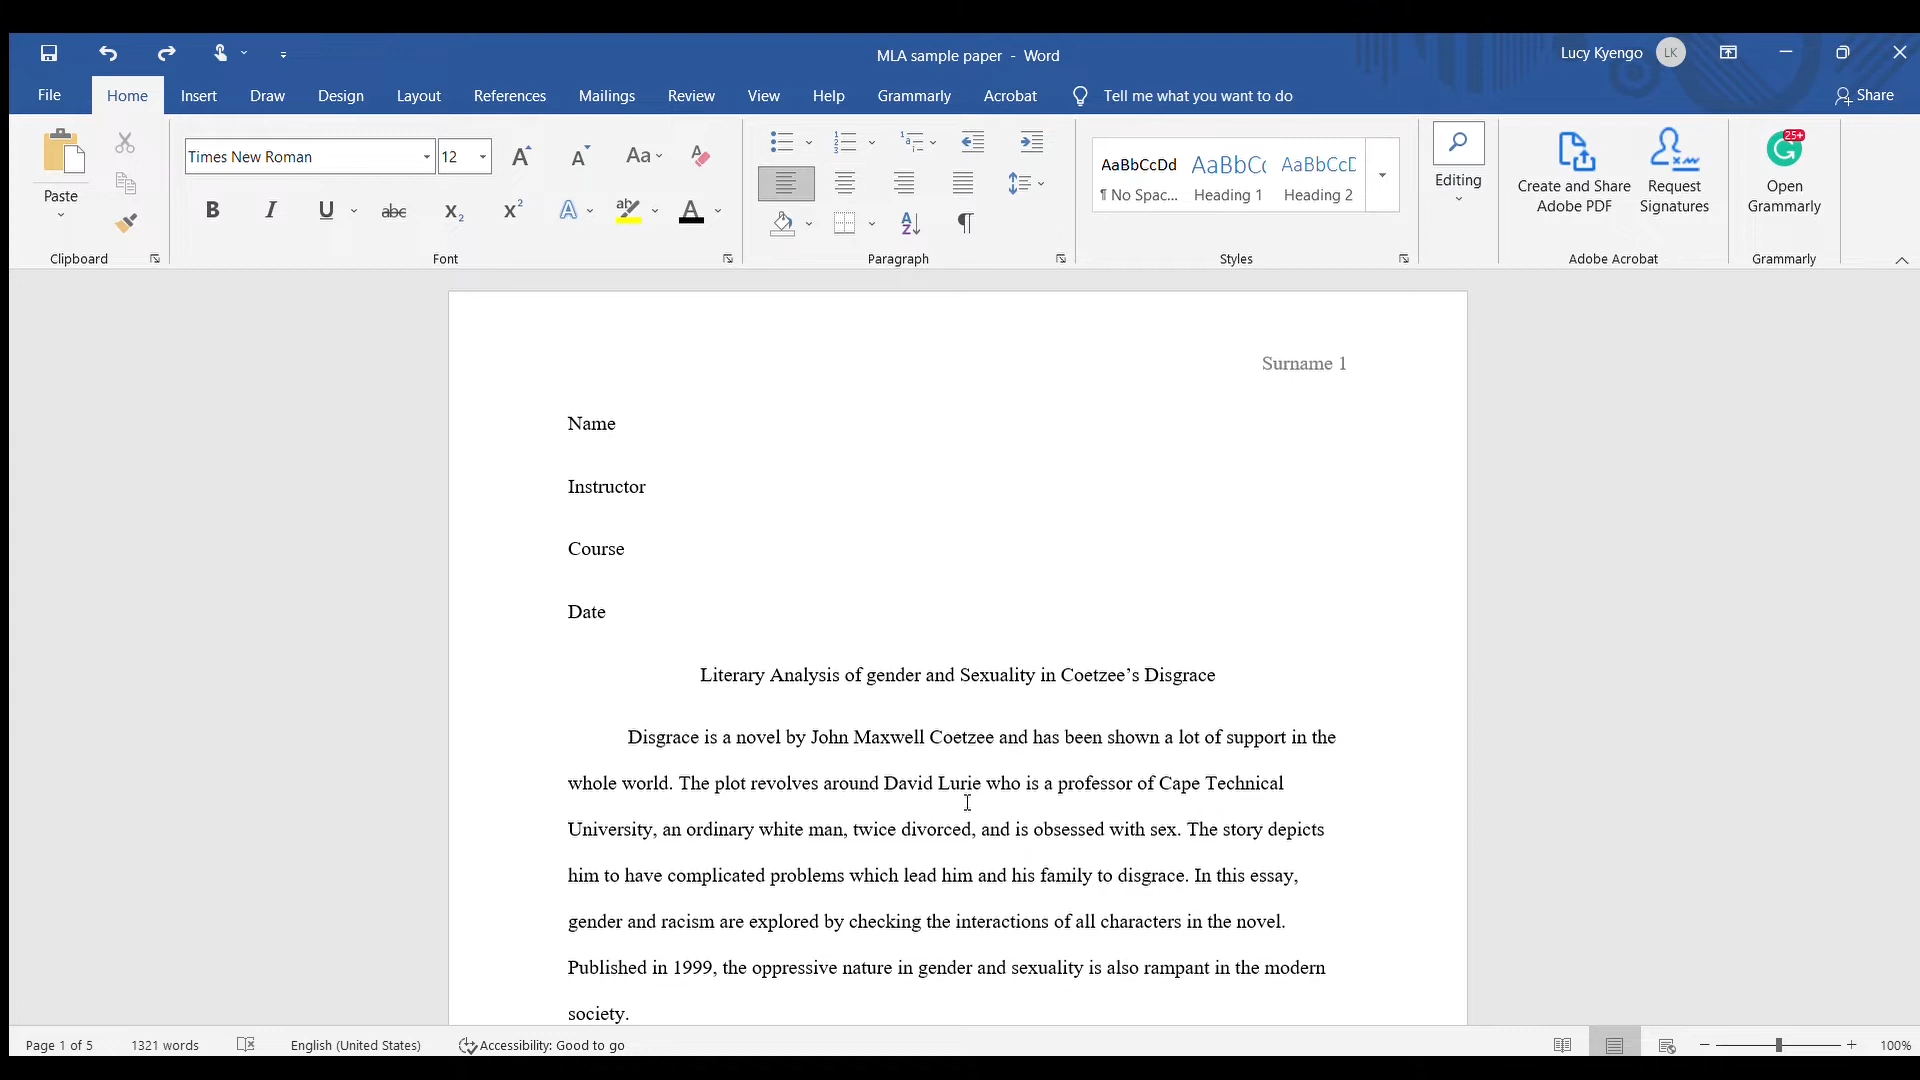 MLA sample paper - Word
Lucy Kyengo LK
File Home Insert Draw Design Layout References Mailings Review View Help Grammarly Acrobat Tell me what you want to do Share
Paste
Clipboard
Times New Roman 12
Font
Paragraph
AaBbCcDd AaBbCc AaBbCcD
¶ No Spac... Heading 1 Heading 2
Styles
Editing
Create and Share
Adobe PDF
Request
Signatures
Adobe Acrobat
25+
Open
Grammarly
Grammarly
Surname 1
Name
Instructor
Course
Date
Literary Analysis of gender and Sexuality in Coetzee’s Disgrace
Disgrace is a novel by John Maxwell Coetzee and has been shown a lot of support in the
whole world. The plot revolves around David Lurie who is a professor of Cape Technical
University, an ordinary white man, twice divorced, and is obsessed with sex. The story depicts
him to have complicated problems which lead him and his family to disgrace. In this essay,
gender and racism are explored by checking the interactions of all characters in the novel.
Published in 1999, the oppressive nature in gender and sexuality is also rampant in the modern
society.
Page 1 of 5 1321 words English (United States) Accessibility: Good to go 100%